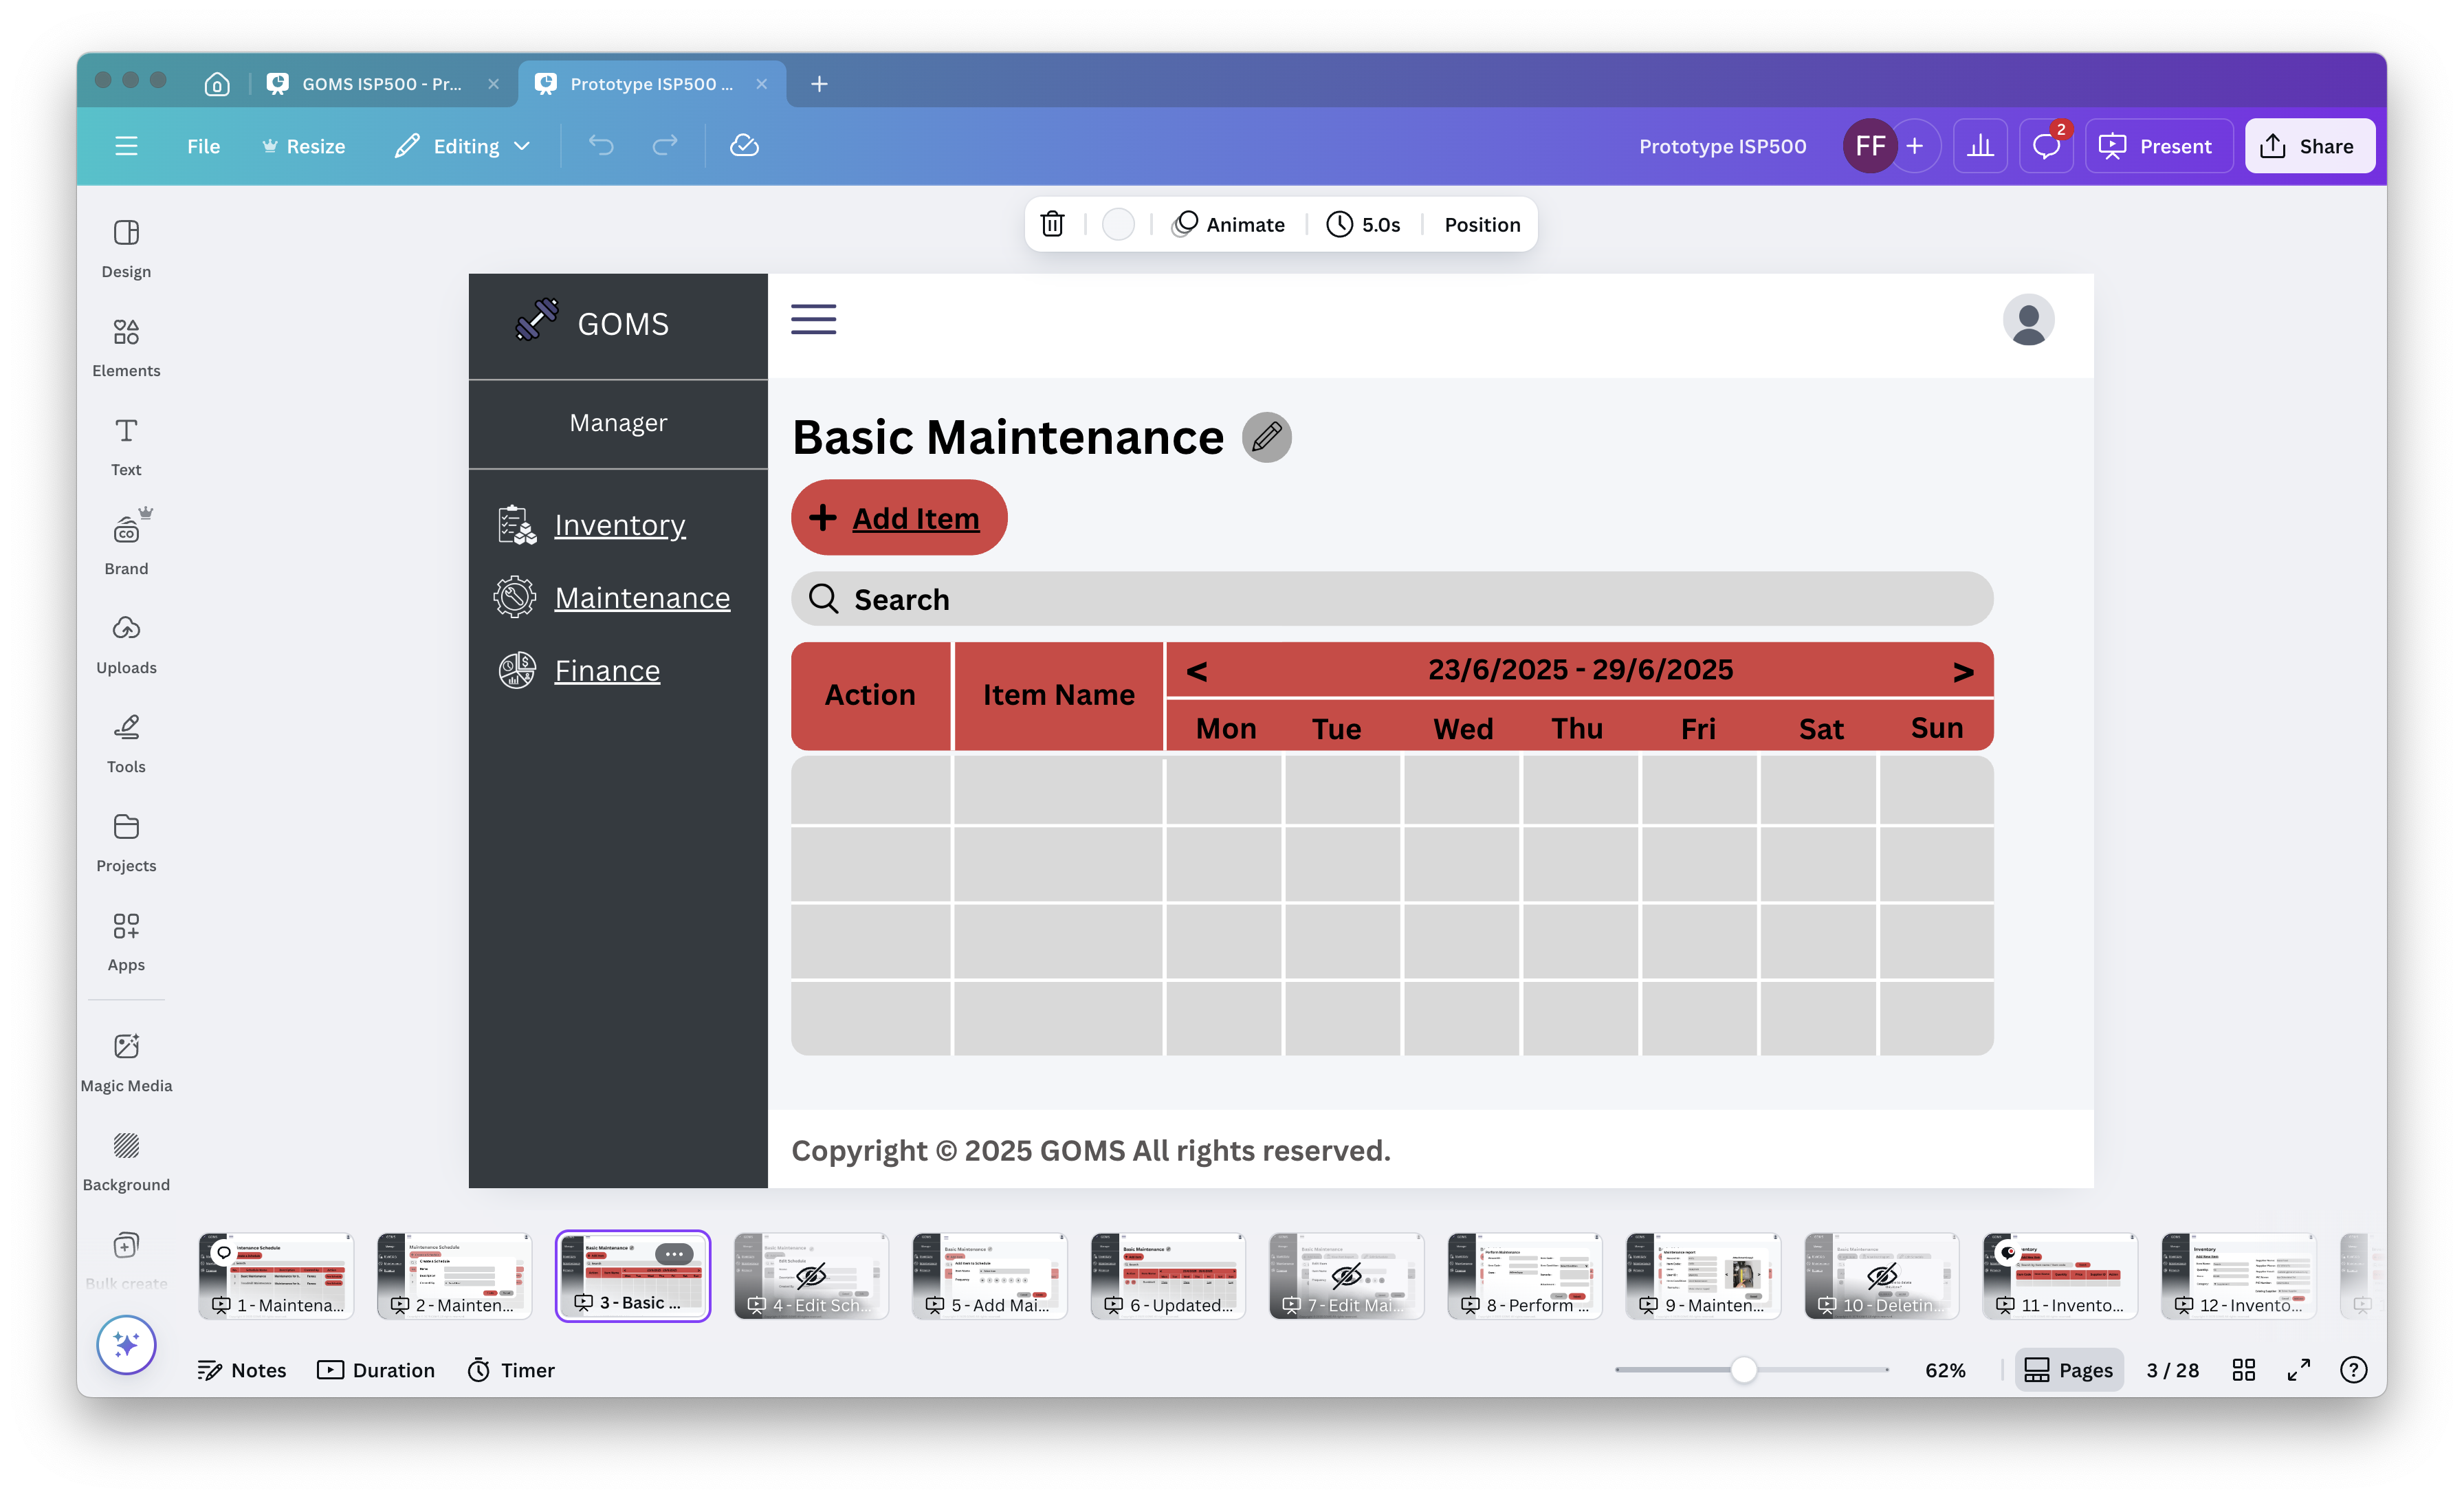 GOMS ISP500 - Pr...
Prototype ISP500 ...
File
Resize
Editing
Prototype ISP500
FF
2
Present
Share
Animate
5.0s
Position
Design
Elements
Text
Brand
Uploads
Tools
Projects
Apps
Magic Media
Background
Bulk create
GOMS
Manager
Inventory
Maintenance
Finance
Basic Maintenance
+ Add Item
Search
Action
Item Name
< 23/6/2025 - 29/6/2025 >
Mon Tue Wed Thu Fri Sat Sun
Copyright © 2025 GOMS All rights reserved.
1 - Maintena...
2 - Mainten...
3 - Basic ...
4 - Edit Sch...
5 - Add Mai...
6 - Updated...
7 - Edit Mai...
8 - Perform ...
9 - Mainten...
10 - Deletin...
11 - Invento...
12 - Invento...
Notes
Duration
Timer
62%
Pages
3 / 28